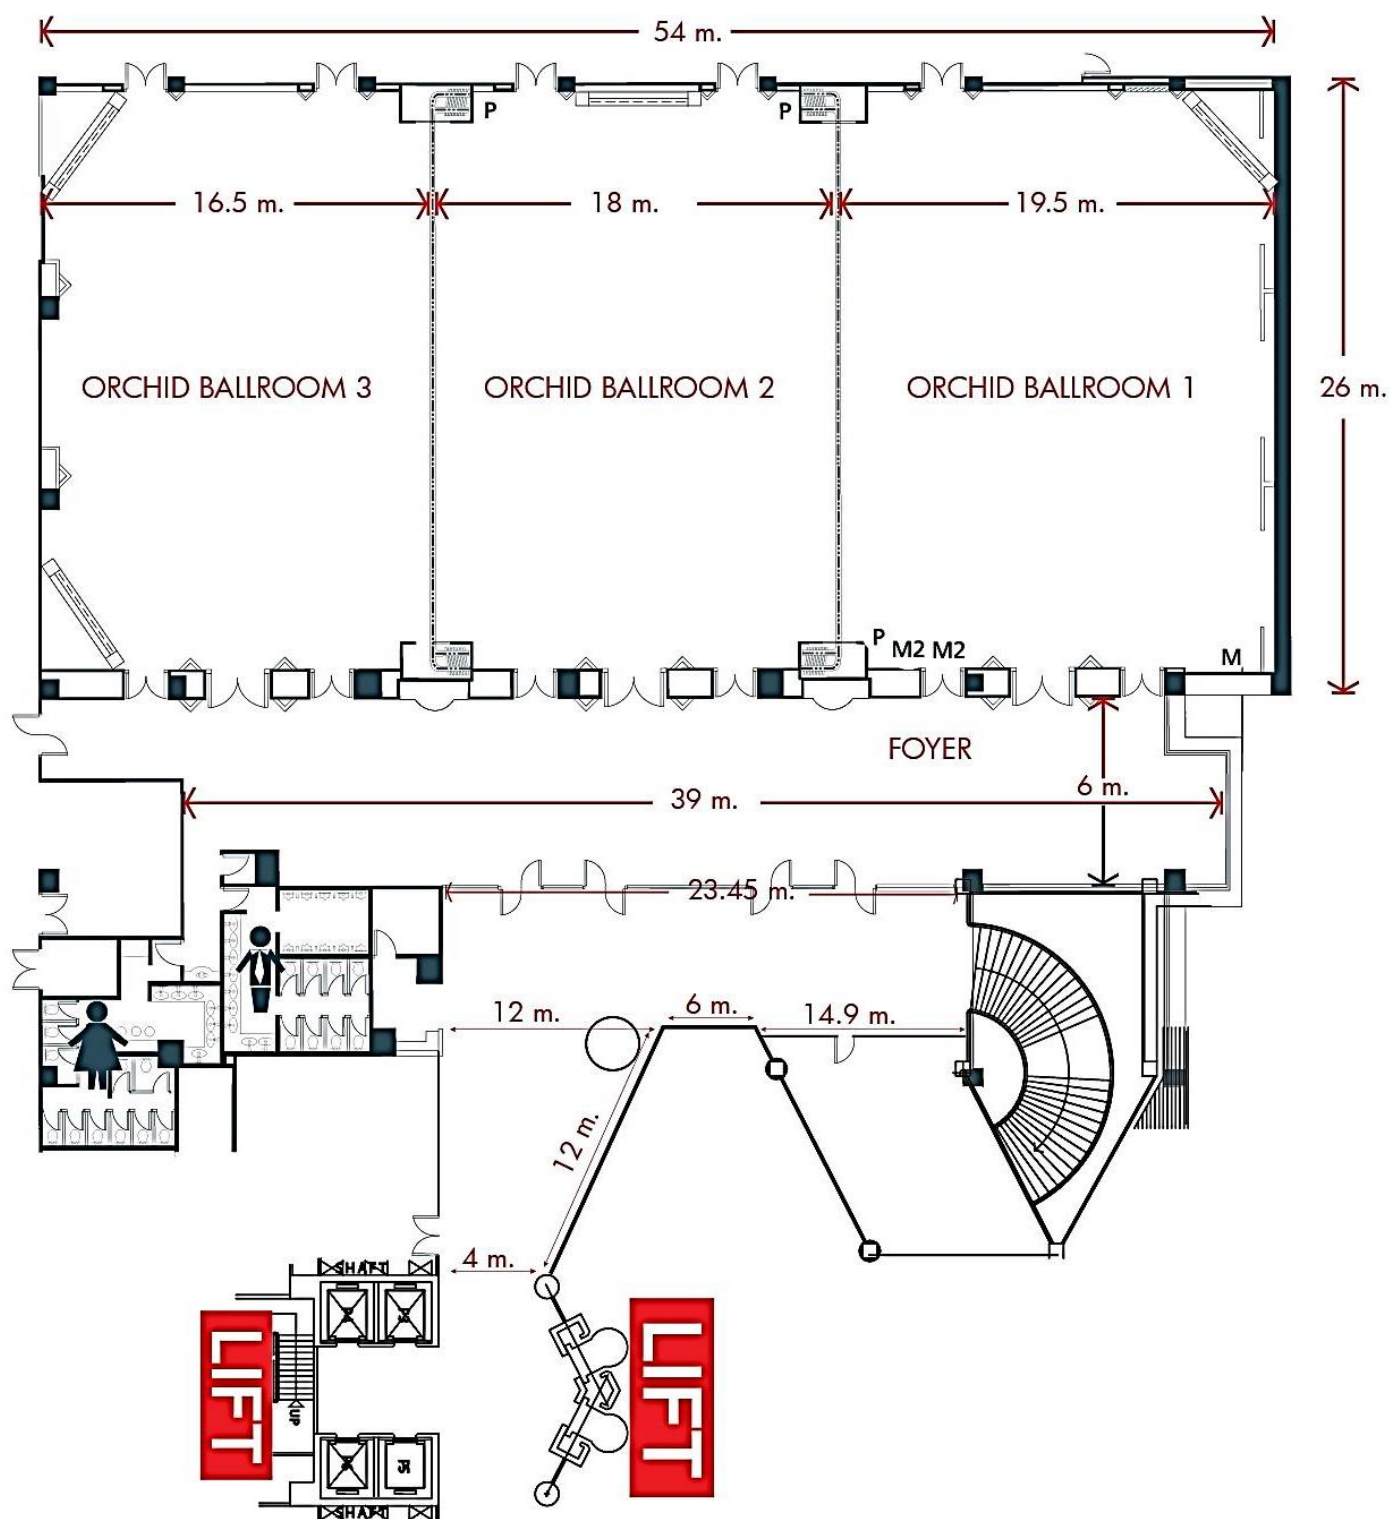 54 m.
P
P
16.5 m.
18 m.
19.5 m.
ORCHID BALLROOM 3
ORCHID BALLROOM 2
ORCHID BALLROOM 1
26 m.
P
M2 M2
M
FOYER
6 m.
39 m.
23.45 m.
12 m.
6 m.
14.9 m.
12 m.
4 m.
SHAFT
LIFT
UP
LIFT
SHAFT